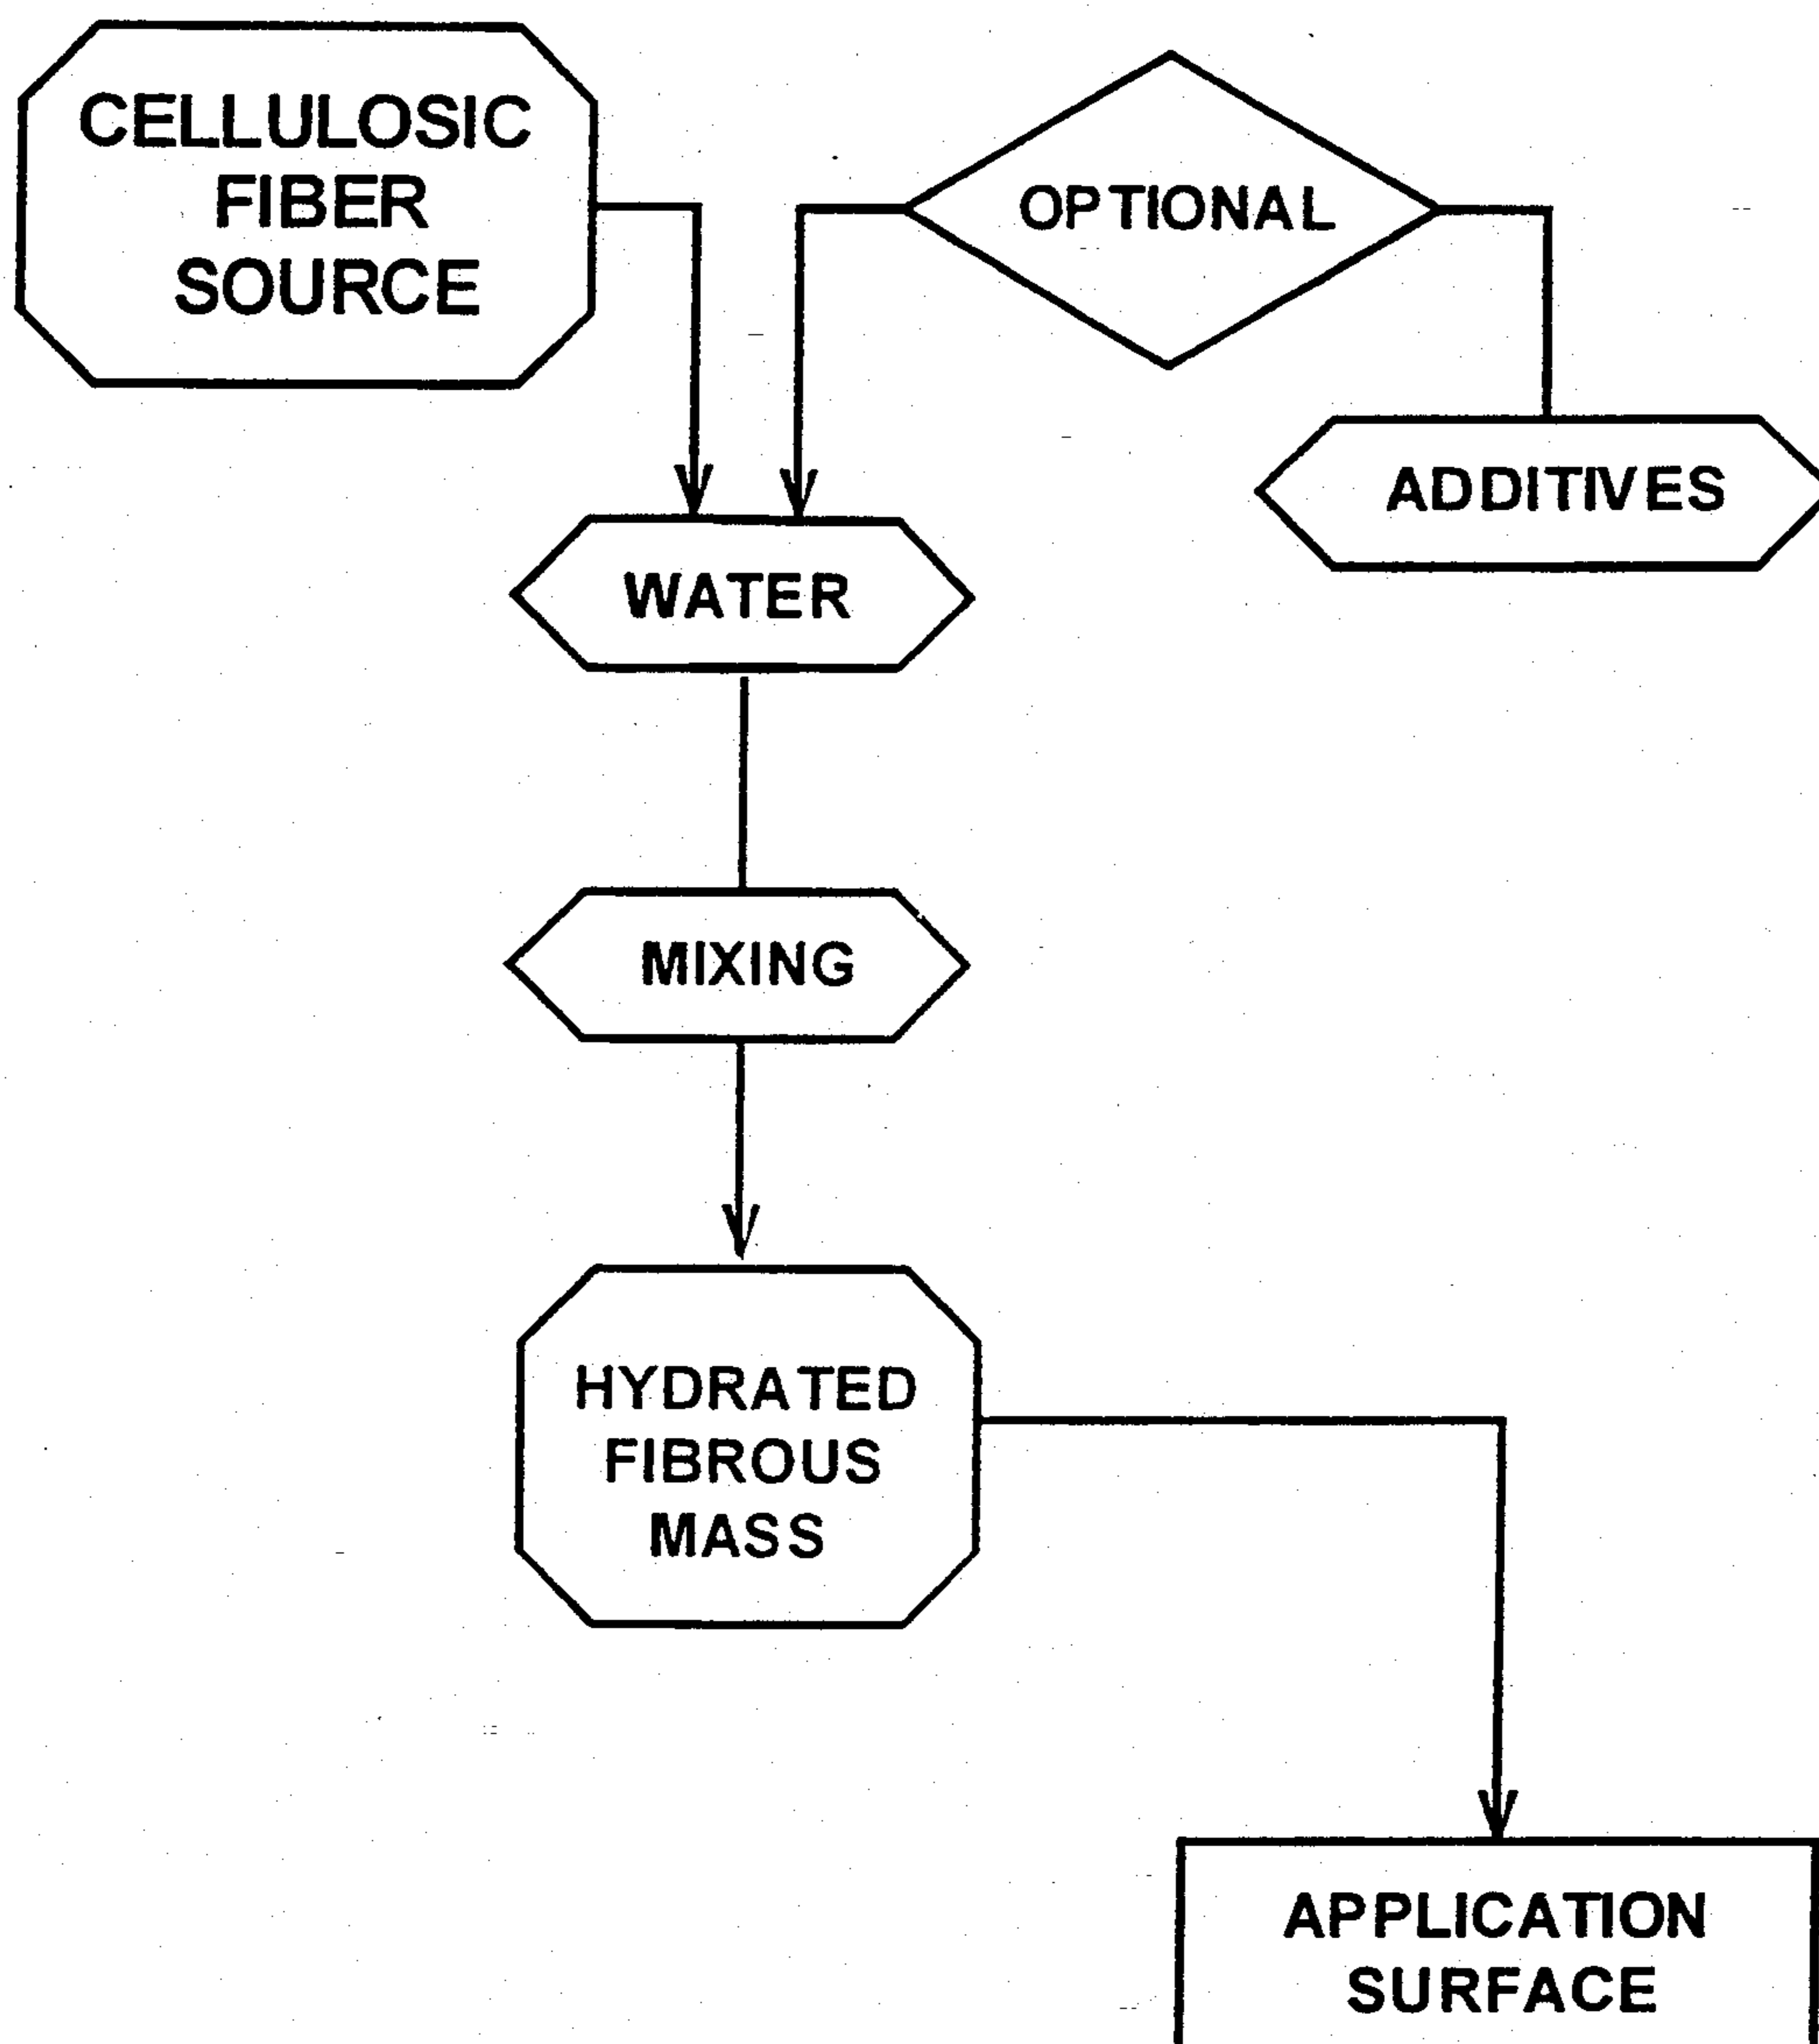 CELLULOSIC
FIBER
SOURCE
OPTIONAL
ADDITIVES
WATER
MIXING
HYDRATED
FIBROUS
MASS
APPLICATION
SURFACE